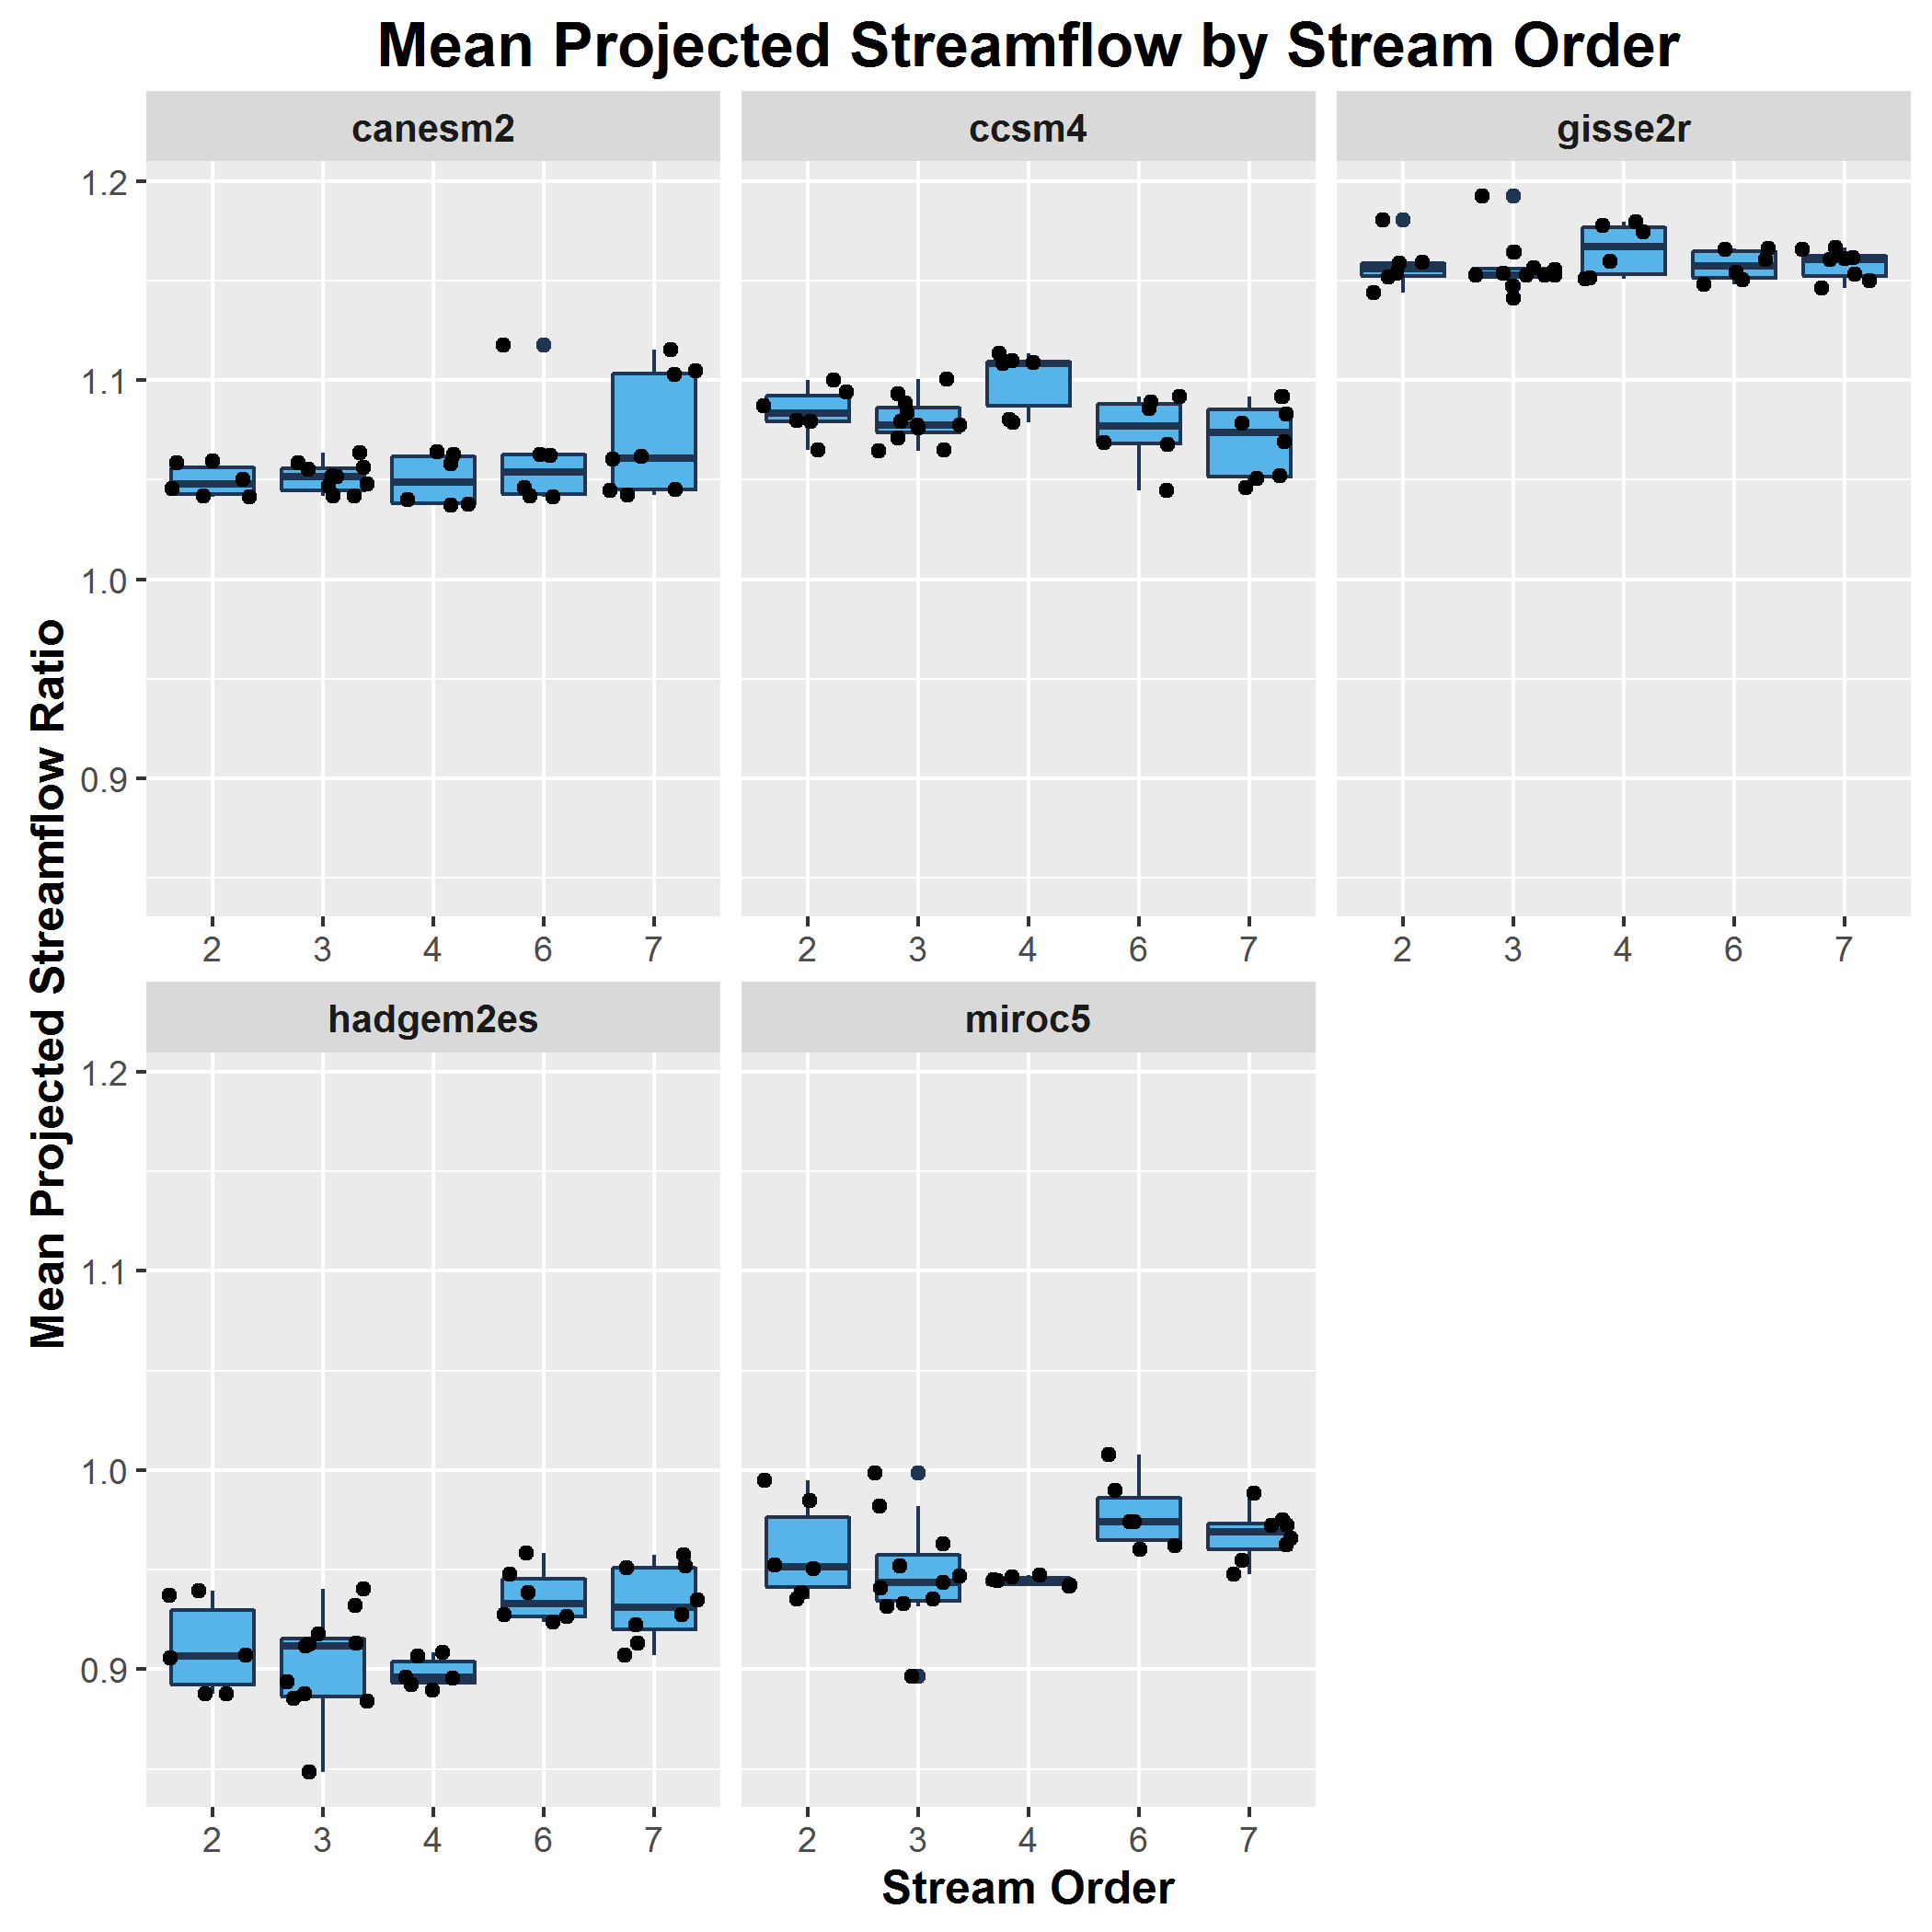 Mean Projected Streamflow by Stream Order
canesm2
ccsm4
gisse2r
1.2
1.1
1.0
0.9
2 3 4 6 7
2 3 4 6 7
2 3 4 6 7
Mean Projected Streamflow Ratio
hadgem2es
miroc5
1.2
1.1
1.0
0.9
2 3 4 6 7
2 3 4 6 7
Stream Order